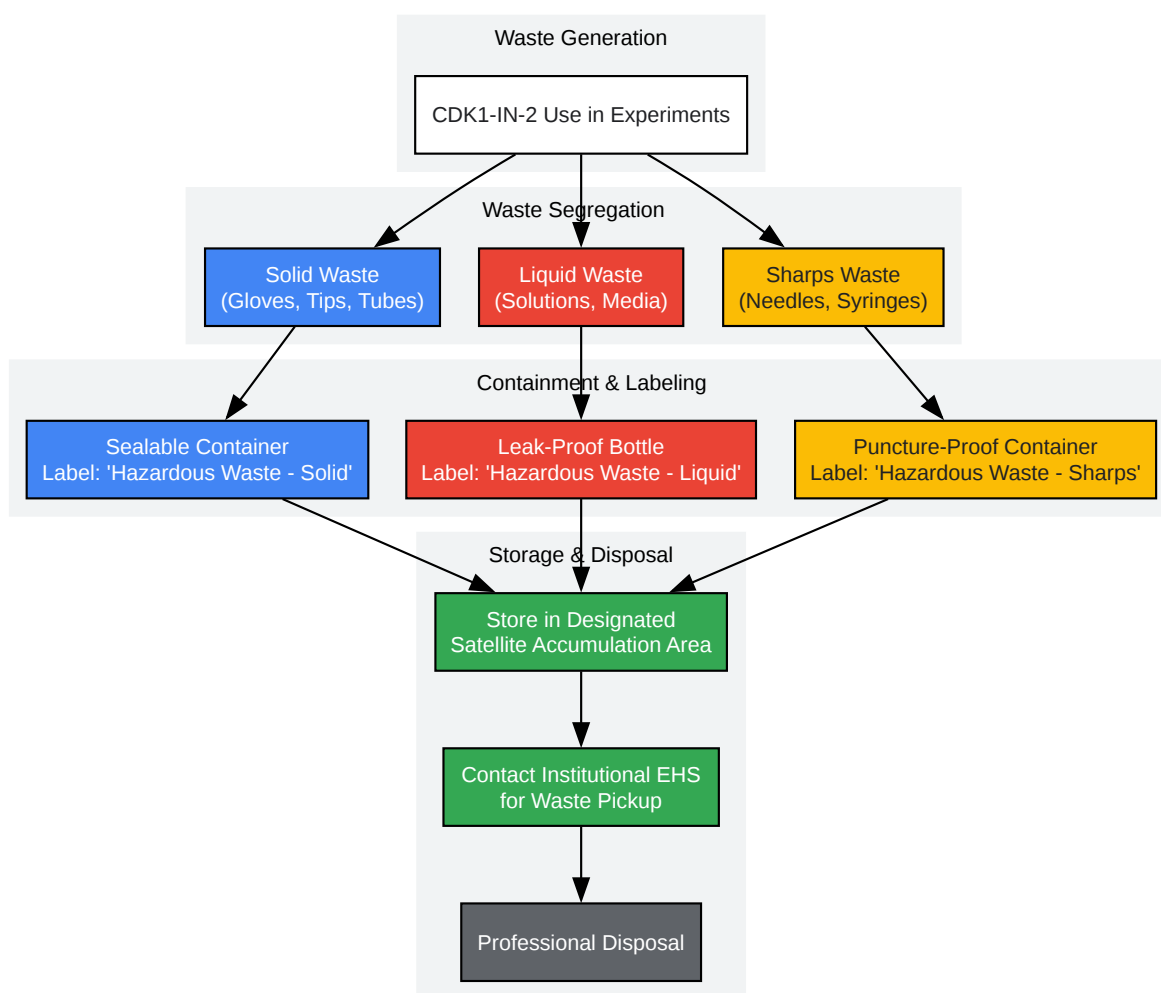 Waste Generation
CDK1-IN-2 Use in Experiments
Waste Segregation
Solid Waste
(Gloves, Tips, Tubes)
Liquid Waste
(Solutions, Media)
Sharps Waste
(Needles, Syringes)
Containment & Labeling
Sealable Container
Label: 'Hazardous Waste - Solid'
Leak-Proof Bottle
Label: 'Hazardous Waste - Liquid'
Puncture-Proof Container
Label: 'Hazardous Waste - Sharps'
Storage & Disposal
Store in Designated
Satellite Accumulation Area
Contact Institutional EHS
for Waste Pickup
Professional Disposal